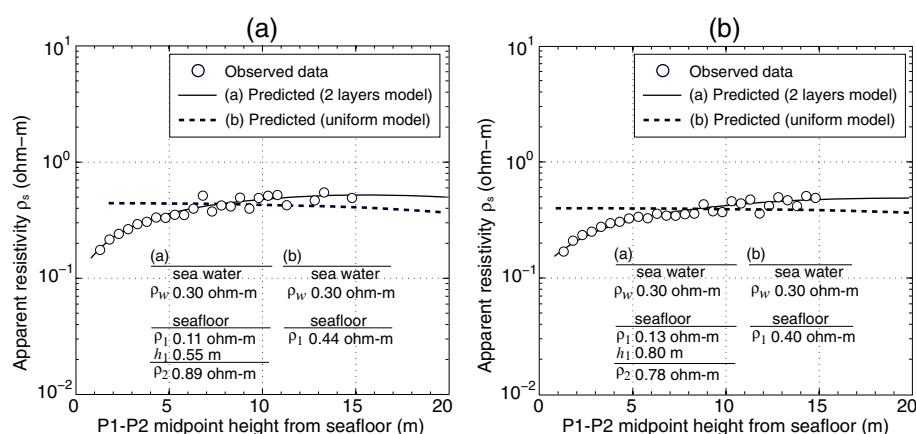 (a)
10^1
10^0
10^-1
10^-2
Apparent resistivity ρs (ohm−m)
Observed data
(a) Predicted (2 layers model)
(b) Predicted (uniform model)
(a) (b)
sea water sea water
ρw 0.30 ohm-m ρw 0.30 ohm-m
seafloor seafloor
ρ1 0.11 ohm-m ρ1 0.44 ohm-m
h1 0.55 m
ρ2 0.89 ohm-m
0 5 10 15 20
P1-P2 midpoint height from seafloor (m)
(b)
10^1
10^0
10^-1
10^-2
Apparent resistivity ρs (ohm−m)
Observed data
(a) Predicted (2 layers model)
(b) Predicted (uniform model)
(a) (b)
sea water sea water
ρw 0.30 ohm-m ρw 0.30 ohm-m
seafloor seafloor
ρ1 0.13 ohm-m ρ1 0.40 ohm-m
h1 0.80 m
ρ2 0.78 ohm-m
0 5 10 15 20
P1-P2 midpoint height from seafloor (m)